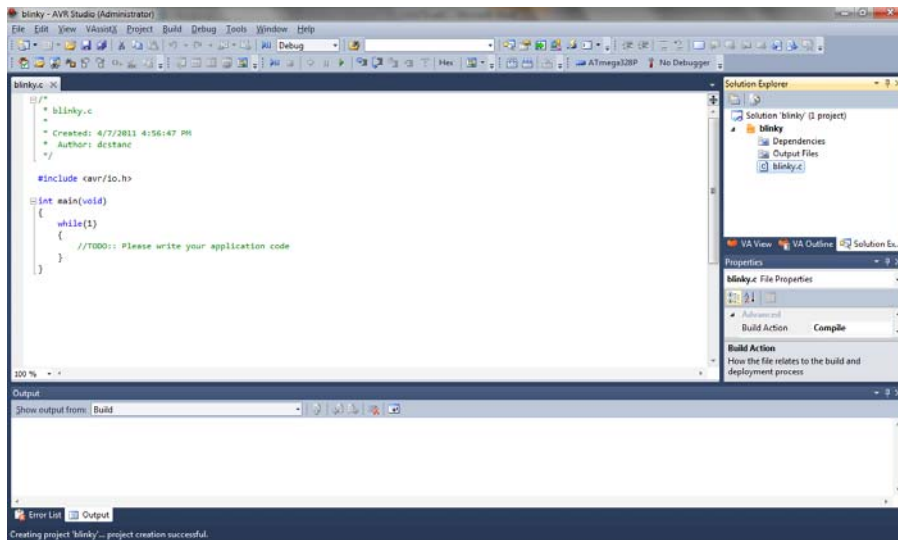 blinky - AVR Studio (Administrator)
File Edit View VAssistX Project Build Debug Tools Window Help
Debug
Hex ATmega328P No Debugger
blinky.c
/*
* blinky.c
*
* Created: 4/7/2011 4:56:47 PM
* Author: dcstanc
*/
#include <avr/io.h>
int main(void)
{
while(1)
{
//TODO:: Please write your application code
}
}
100 %
Solution Explorer
Solution 'blinky' (1 project)
blinky
Dependencies
Output Files
blinky.c
VA View VA Outline Solution Ex...
Properties
blinky.c File Properties
Advanced
Build Action Compile
Build Action
How the file relates to the build and
deployment process
Output
Show output from: Build
Error List Output
Creating project 'blinky'... project creation successful.